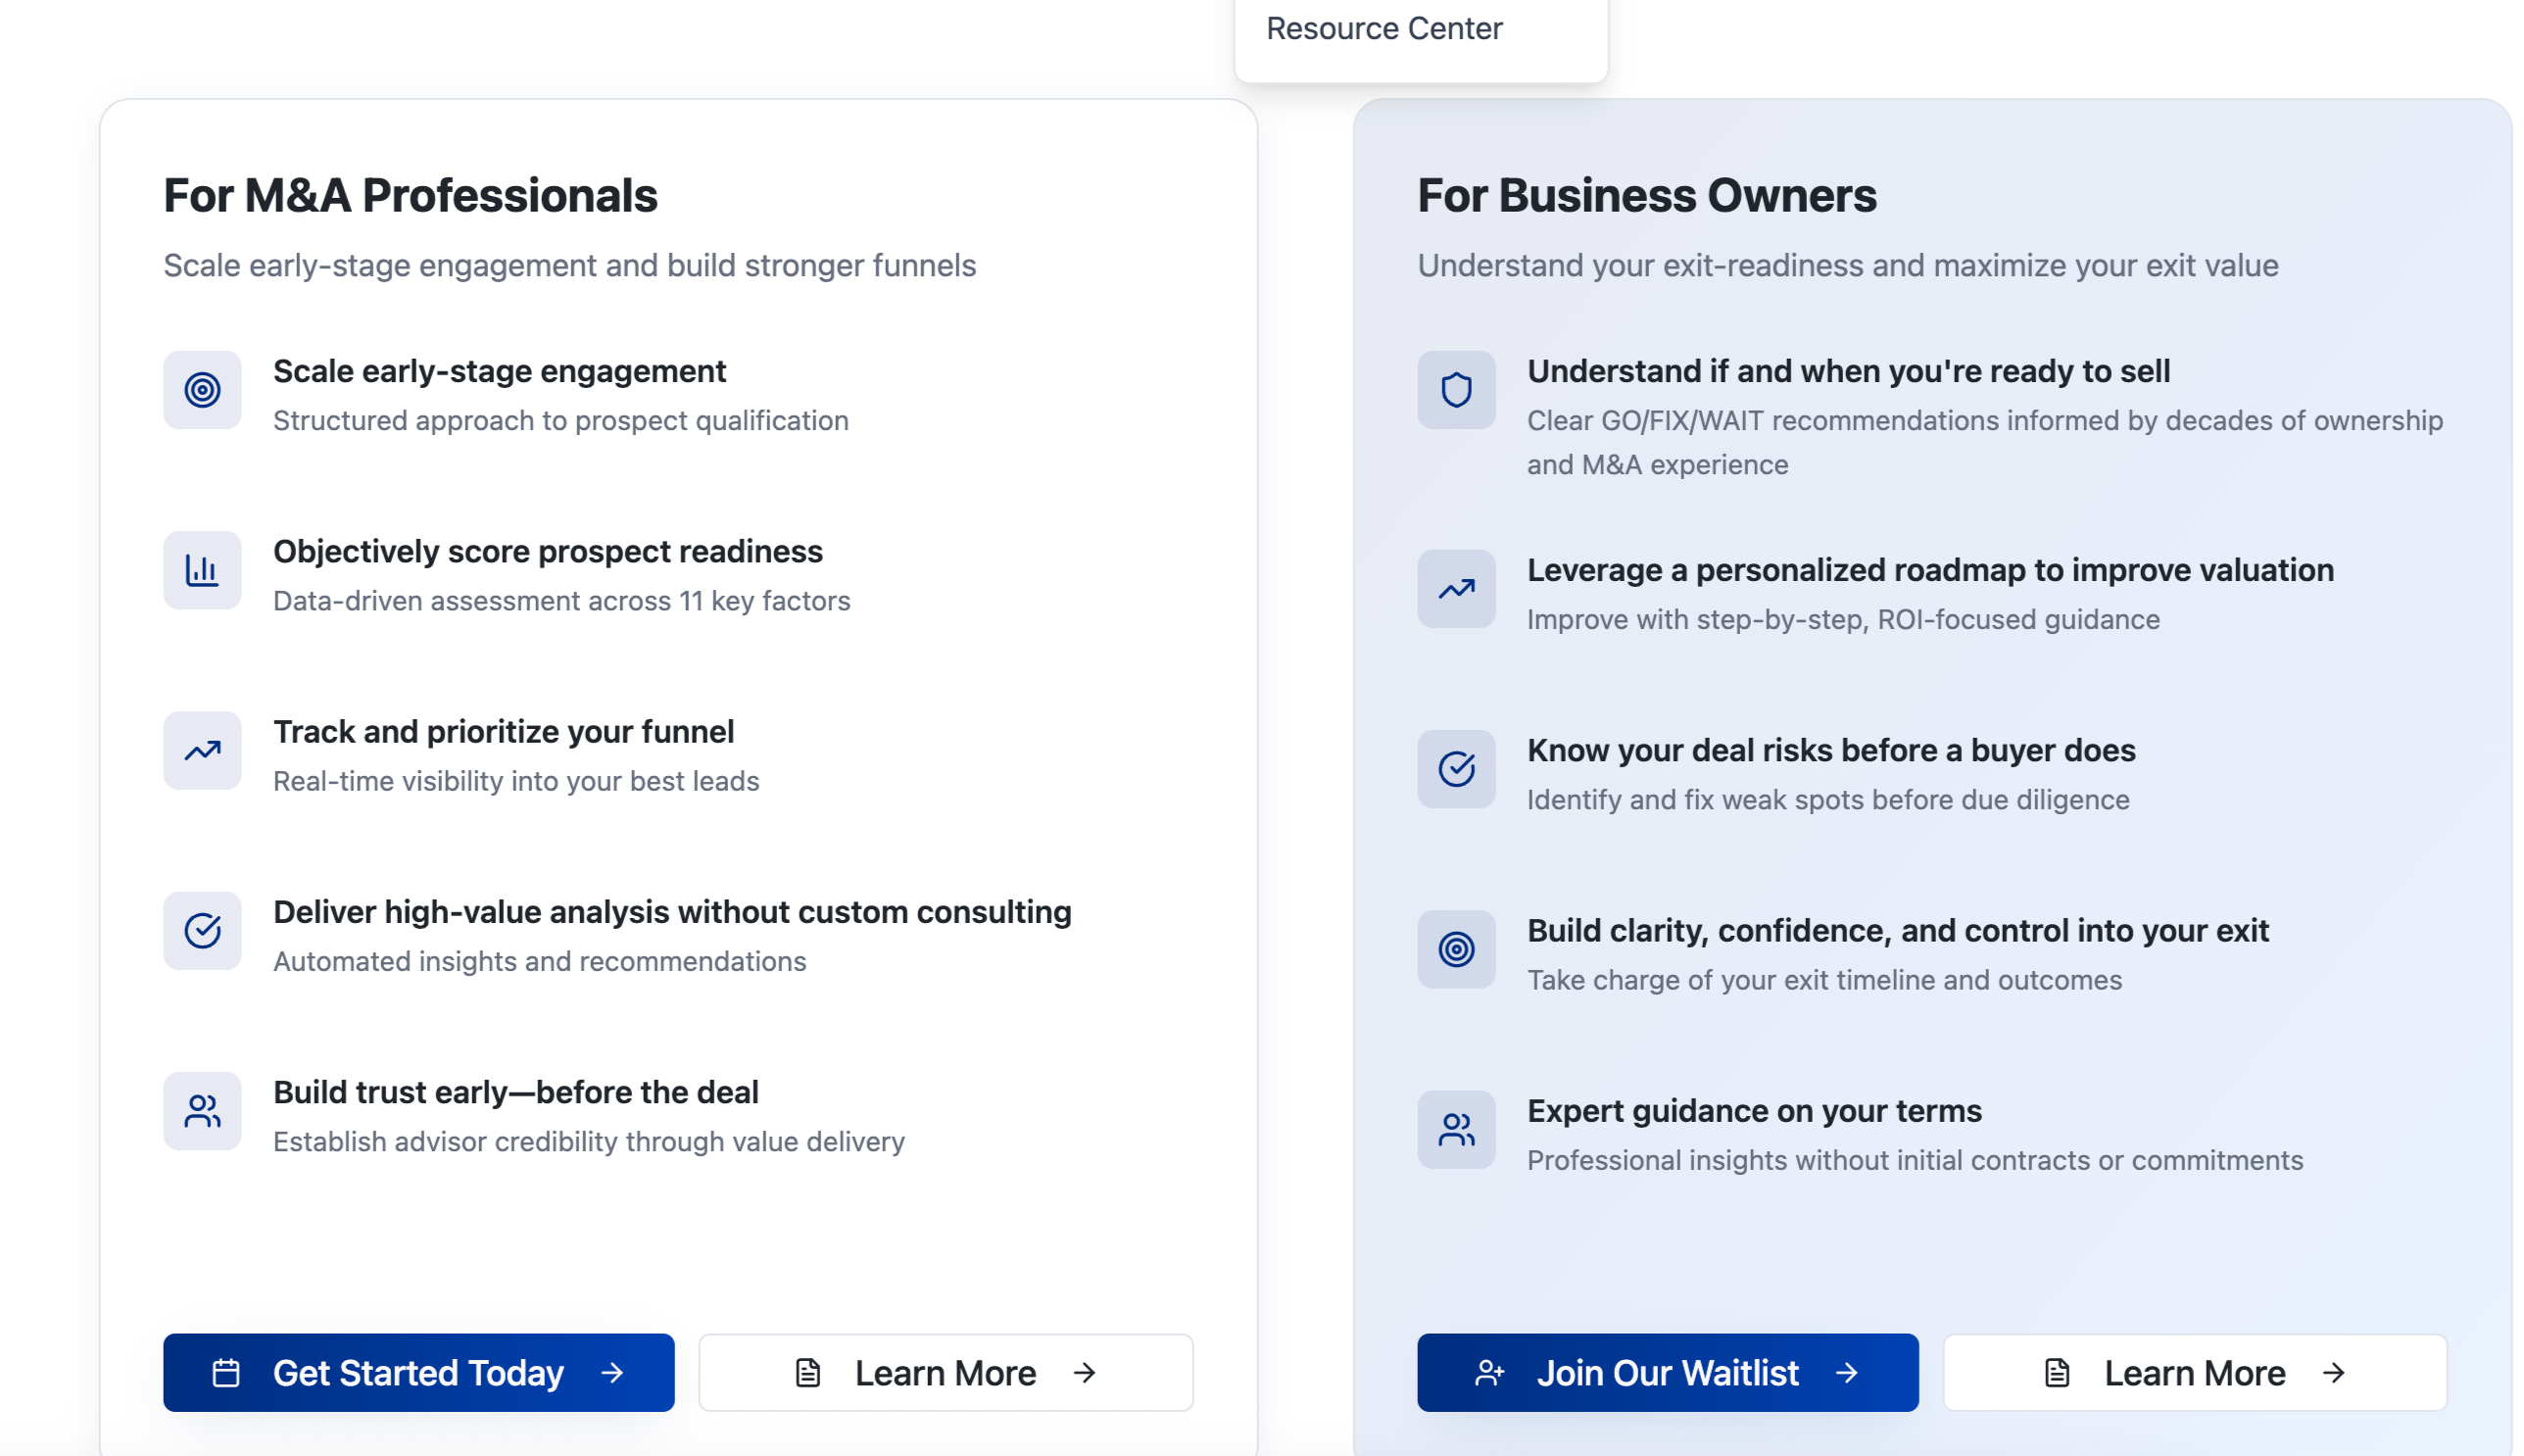 Resource Center
For M&A Professionals
Scale early-stage engagement and build stronger funnels
Scale early-stage engagement
Structured approach to prospect qualification
Objectively score prospect readiness
Data-driven assessment across 11 key factors
Track and prioritize your funnel
Real-time visibility into your best leads
Deliver high-value analysis without custom consulting
Automated insights and recommendations
Build trust early—before the deal
Establish advisor credibility through value delivery
Get Started Today
Learn More
For Business Owners
Understand your exit-readiness and maximize your exit value
Understand if and when you're ready to sell
Clear GO/FIX/WAIT recommendations informed by decades of ownership
and M&A experience
Leverage a personalized roadmap to improve valuation
Improve with step-by-step, ROI-focused guidance
Know your deal risks before a buyer does
Identify and fix weak spots before due diligence
Build clarity, confidence, and control into your exit
Take charge of your exit timeline and outcomes
Expert guidance on your terms
Professional insights without initial contracts or commitments
Join Our Waitlist
Learn More